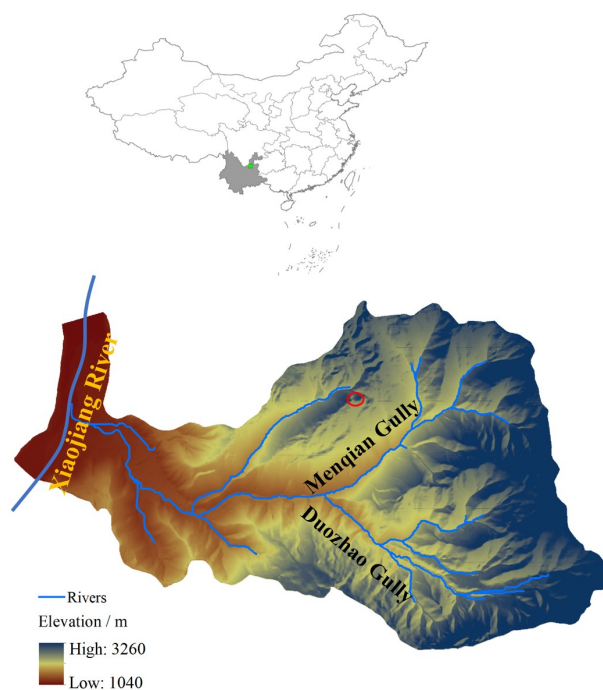 Xiaojiang River
Menqian Gully
Duozhao Gully
Rivers
Elevation / m
High: 3260
Low: 1040